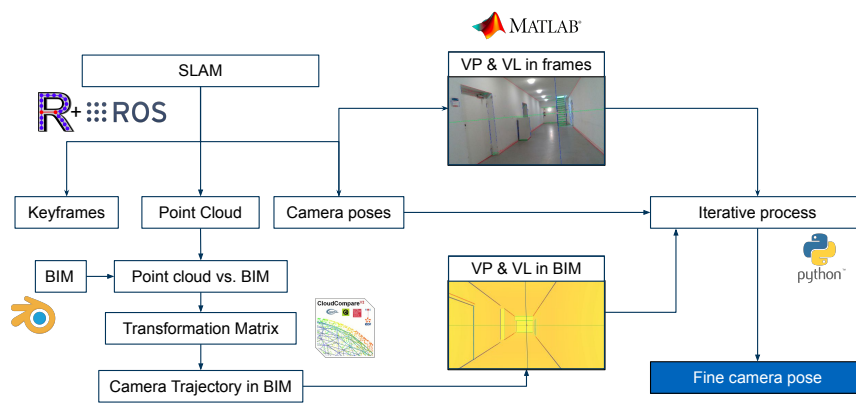 MATLAB®
SLAM
VP & VL in frames
R+ ROS
Keyframes
Point Cloud
Camera poses
Iterative process
python™
BIM
Point cloud vs. BIM
VP & VL in BIM
CloudCompare
Transformation Matrix
Camera Trajectory in BIM
Fine camera pose